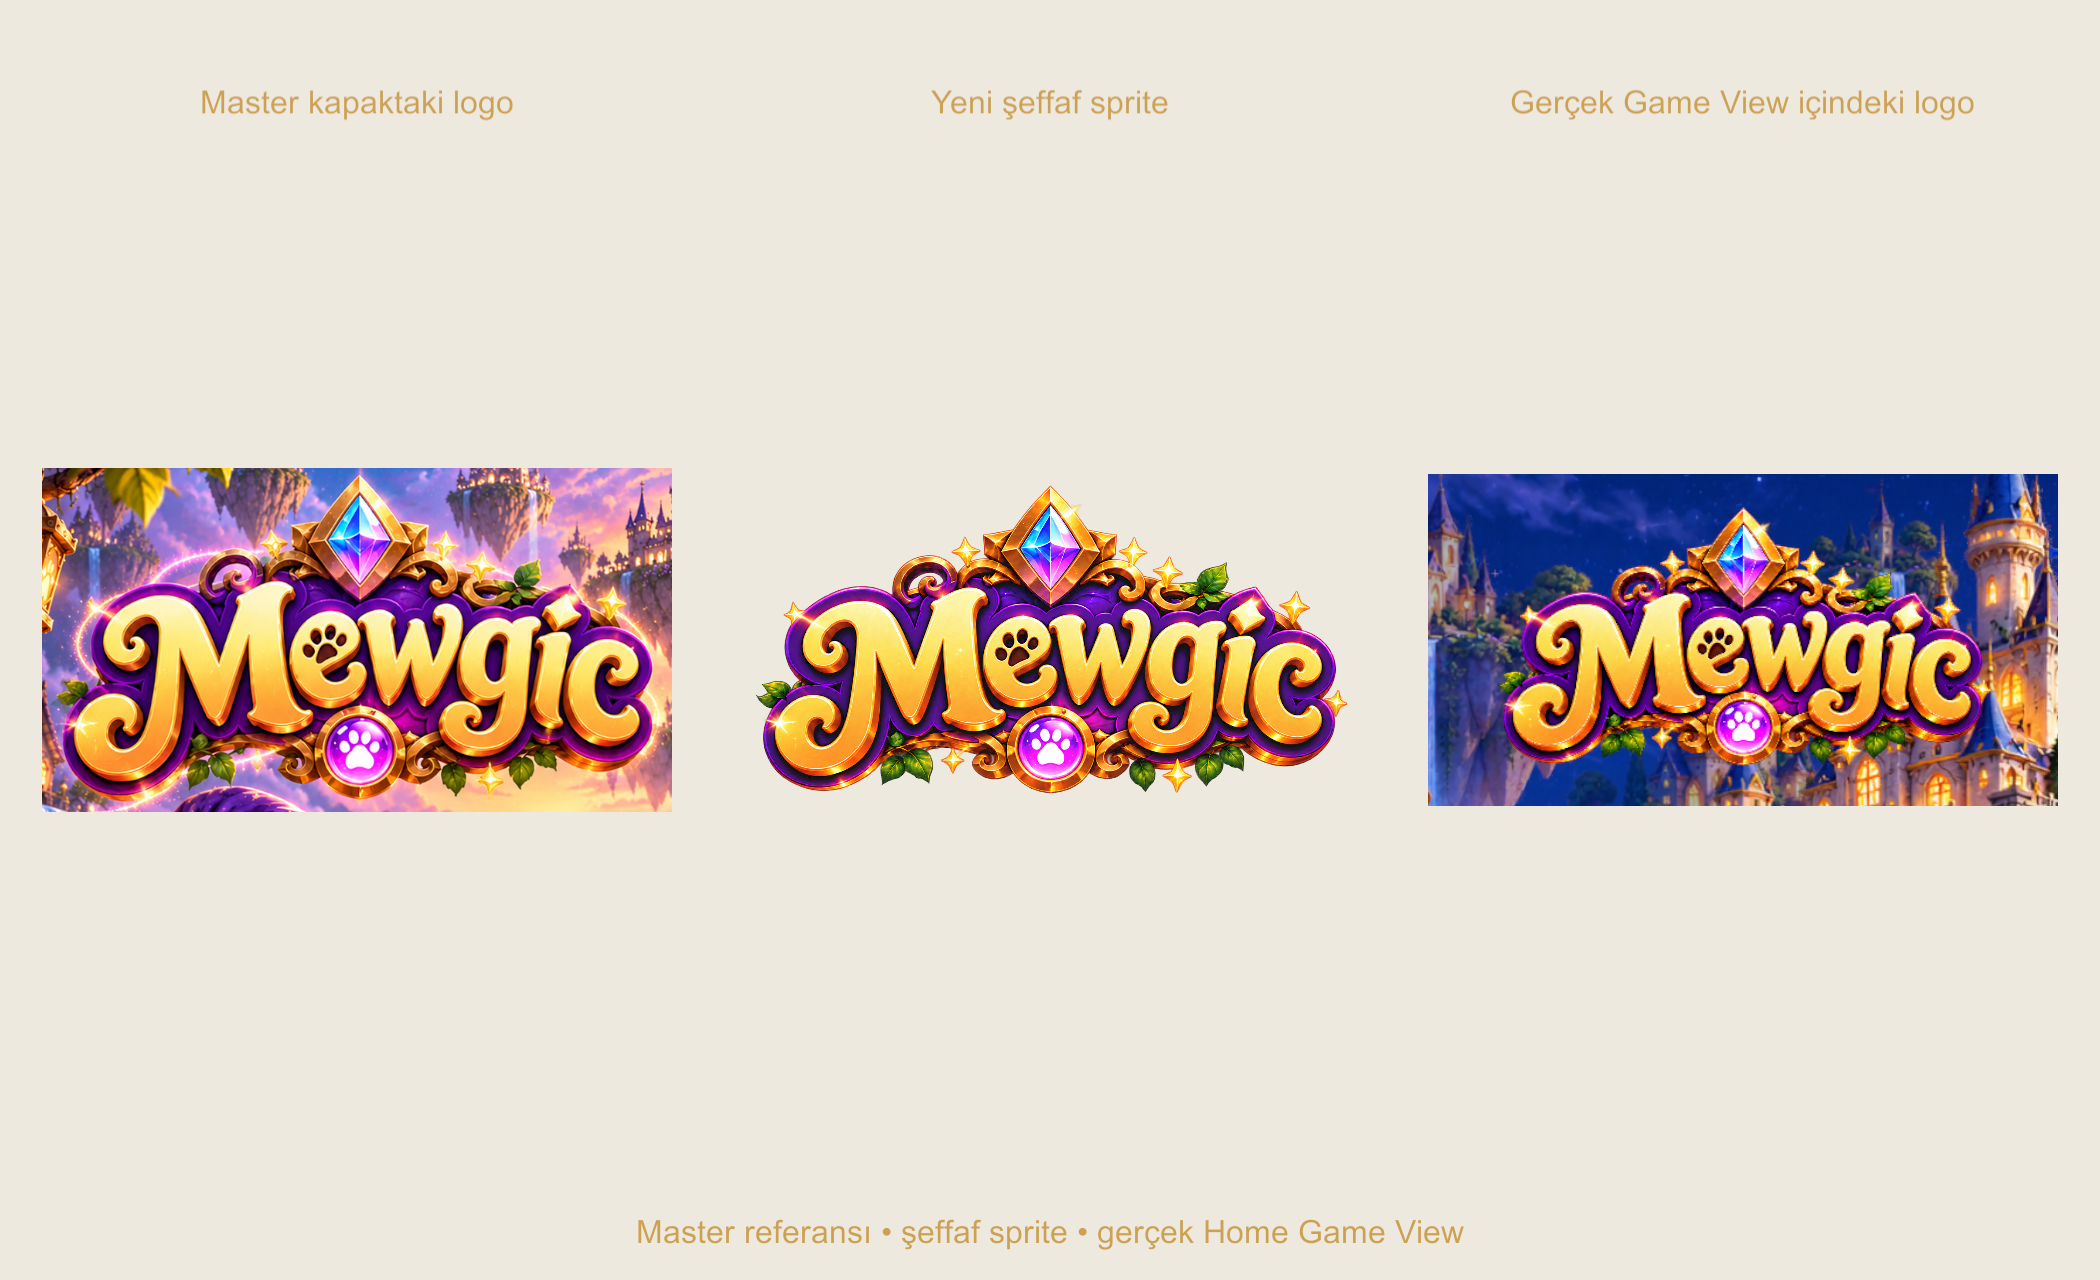 Master kapaktaki logo
Yeni şeffaf sprite
Gerçek Game View içindeki logo
Mewgic
Mewgic
Mewgic
Master referansı • şeffaf sprite • gerçek Home Game View